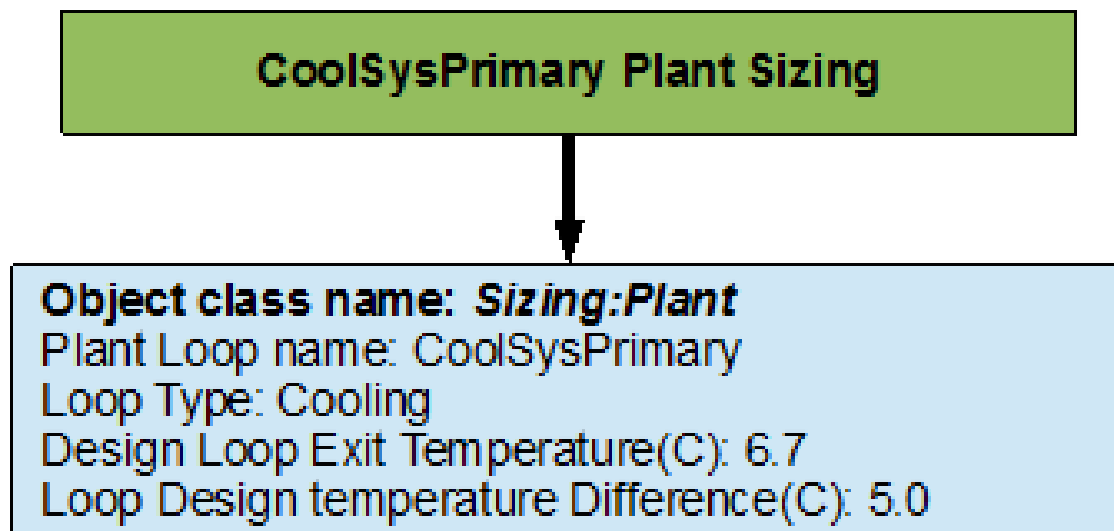 CoolSysPrimary Plant Sizing
Object class name: Sizing:Plant
Plant Loop name: CoolSysPrimary
Loop Type: Cooling
Design Loop Exit Temperature(C): 6.7
Loop Design temperature Difference(C): 5.0